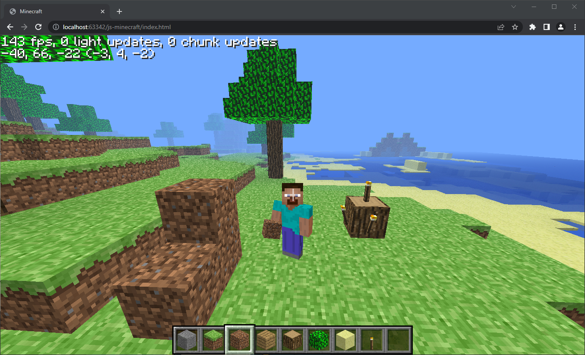 Minecraft
localhost:63342/js-minecraft/index.html
143 fps, 0 light updates, 0 chunk updates
-40, 66, -22 (-3, 4, -2)